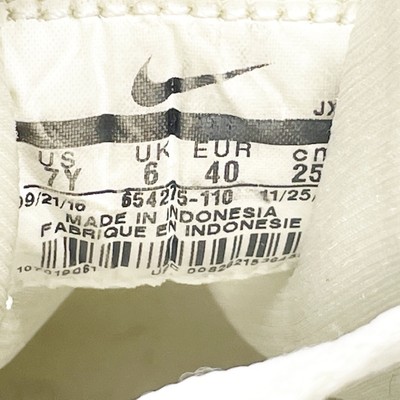 JX
US UK EUR cm
7Y 6 40 25
09/21/16 654275-110 11/25/
MADE IN INDONESIA
FABRIQUE EN INDONESIE